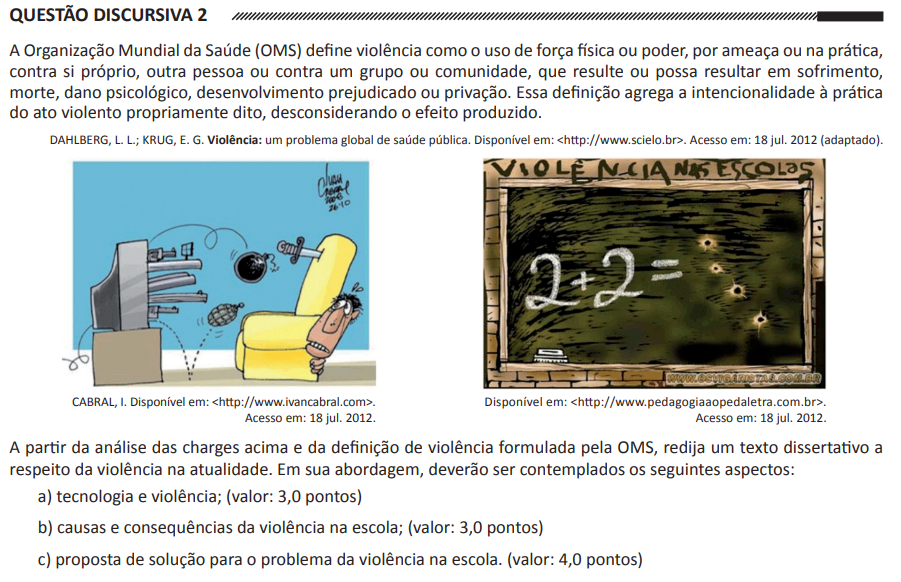 QUESTÃO DISCURSIVA 2
A Organização Mundial da Saúde (OMS) define violência como o uso de força física ou poder, por ameaça ou na prática,
contra si próprio, outra pessoa ou contra um grupo ou comunidade, que resulte ou possa resultar em sofrimento,
morte, dano psicológico, desenvolvimento prejudicado ou privação. Essa definição agrega a intencionalidade à prática
do ato violento propriamente dito, desconsiderando o efeito produzido.
DAHLBERG, L. L.; KRUG, E. G. Violência: um problema global de saúde pública. Disponível em: <http://www.scielo.br>. Acesso em: 18 jul. 2012 (adaptado).
Ivan
Cabral
2006
26·10
VIOLÊNCIA NAS ESCOLAS
2+2=
CABRAL, I. Disponível em: <http://www.ivancabral.com>.
Acesso em: 18 jul. 2012.
Disponível em: <http://www.pedagogiaaopedaletra.com.br>.
Acesso em: 18 jul. 2012.
A partir da análise das charges acima e da definição de violência formulada pela OMS, redija um texto dissertativo a
respeito da violência na atualidade. Em sua abordagem, deverão ser contemplados os seguintes aspectos:
a) tecnologia e violência; (valor: 3,0 pontos)
b) causas e consequências da violência na escola; (valor: 3,0 pontos)
c) proposta de solução para o problema da violência na escola. (valor: 4,0 pontos)